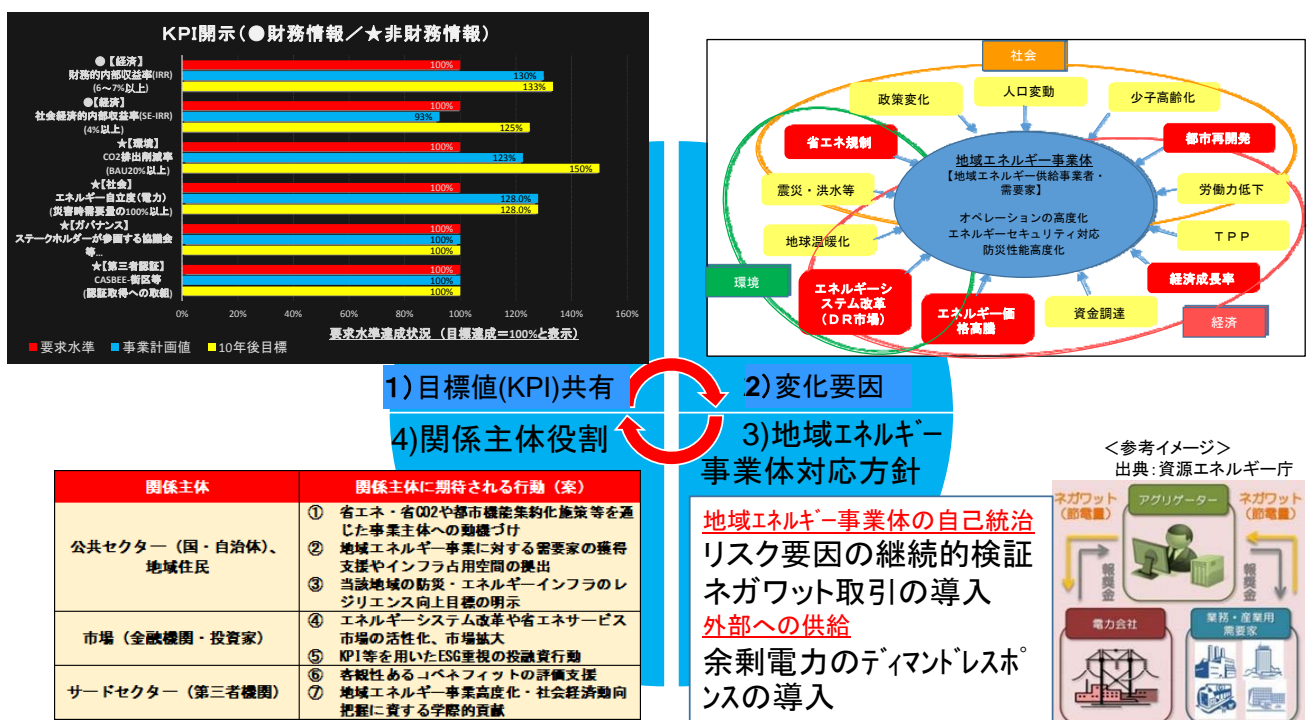 KPI開示(●財務情報／★非財務情報)
●【経済】
財務的内部収益率(IRR)
(6～7%以上)
100%
130%
133%
●【経済】
社会経済的内部収益率(SE-IRR)
(4%以上)
100%
93%
125%
★【環境】
CO2排出削減率
(BAU20%以上)
100%
123%
150%
★【社会】
エネルギー自立度(電力)
(災害時需要量の100%以上)
100%
128.0%
128.0%
★【ガバナンス】
ステークホルダーが参画する協議会
等…
100%
100%
100%
★【第三者認証】
CASBEE-街区等
(認証取得への取組)
100%
100%
100%
0% 20% 40% 60% 80% 100% 120% 140% 160%
要求水準達成状況 (目標達成=100%と表示)
■要求水準 ■事業計画値 ■10年後目標
社会
政策変化
人口変動
少子高齢化
省エネ規制
都市再開発
地域エネルギー事業体
【地域エネルギー供給事業者・
需要家】
オペレーションの高度化
エネルギーセキュリティ対応
防災性能高度化
震災・洪水等
労働力低下
地球温暖化
ＴＰＰ
環境
エネルギーシ
ステム改革
(ＤＲ市場)
エネルギー価
格高騰
資金調達
経済成長率
経済
1)目標値(KPI)共有
2)変化要因
4)関係主体役割
3)地域エネルギー
事業体対応方針
関係主体
関係主体に期待される行動（案）
公共セクター（国・自治体）、
地域住民
① 省エネ・省CO2や都市機能集約化施策等を通
じた事業主体への動機づけ
② 地域エネルギー事業に対する需要家の獲得
支援やインフラ占用空間の拠出
③ 当該地域の防災・エネルギーインフラのレ
ジリエンス向上目標の明示
市場（金融機関・投資家）
④ エネルギーシステム改革や省エネサービス
市場の活性化、市場拡大
⑤ KPI等を用いたESG重視の投融資行動
サードセクター（第三者機関）
⑥ 客観性あるコベネフィットの評価支援
⑦ 地域エネルギー事業高度化・社会経済動向
把握に資する学際的貢献
地域エネルギー事業体の自己統治
リスク要因の継続的検証
ネガワット取引の導入
外部への供給
余剰電力のディマンドレスポ
ンスの導入
＜参考イメージ＞
出典：資源エネルギー庁
ネガワット
(節電量)
アグリゲーター
ネガワット
(節電量)
報奨金
報奨金
電力会社
業務・産業用
需要家